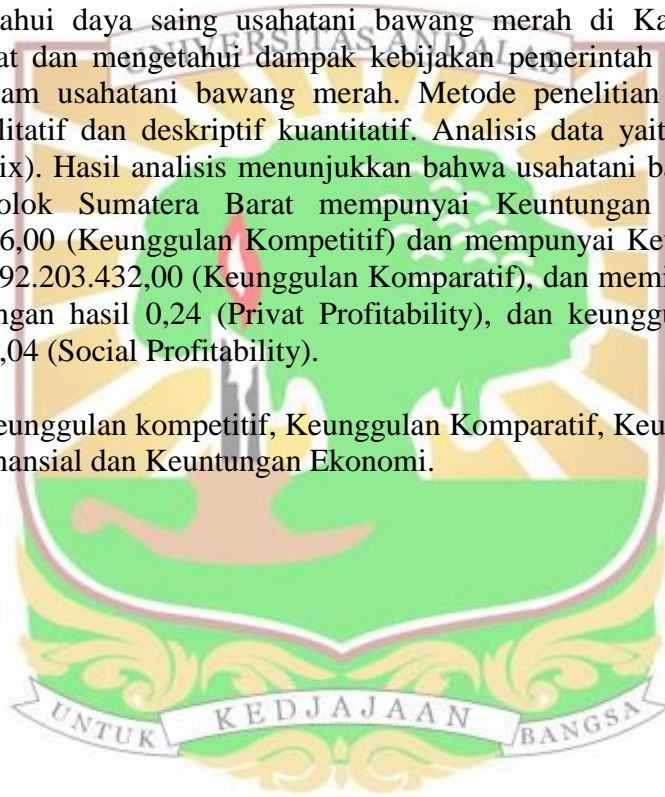 ahui daya saing usahatani bawang merah di Ka
UNIVERSITAS ANDALAS
at dan mengetahui dampak kebijakan pemerintah
am usahatani bawang merah. Metode penelitian
litatif dan deskriptif kuantitatif. Analisis data yait
ix). Hasil analisis menunjukkan bahwa usahatani ba
olok Sumatera Barat mempunyai Keuntungan
6,00 (Keunggulan Kompetitif) dan mempunyai Ke
92.203.432,00 (Keunggulan Komparatif), dan memi
ngan hasil 0,24 (Privat Profitability), dan keunggu
,04 (Social Profitability).
eunggulan kompetitif, Keunggulan Komparatif, Keu
nansial dan Keuntungan Ekonomi.
UNTUK KEDJAJAAN BANGSA